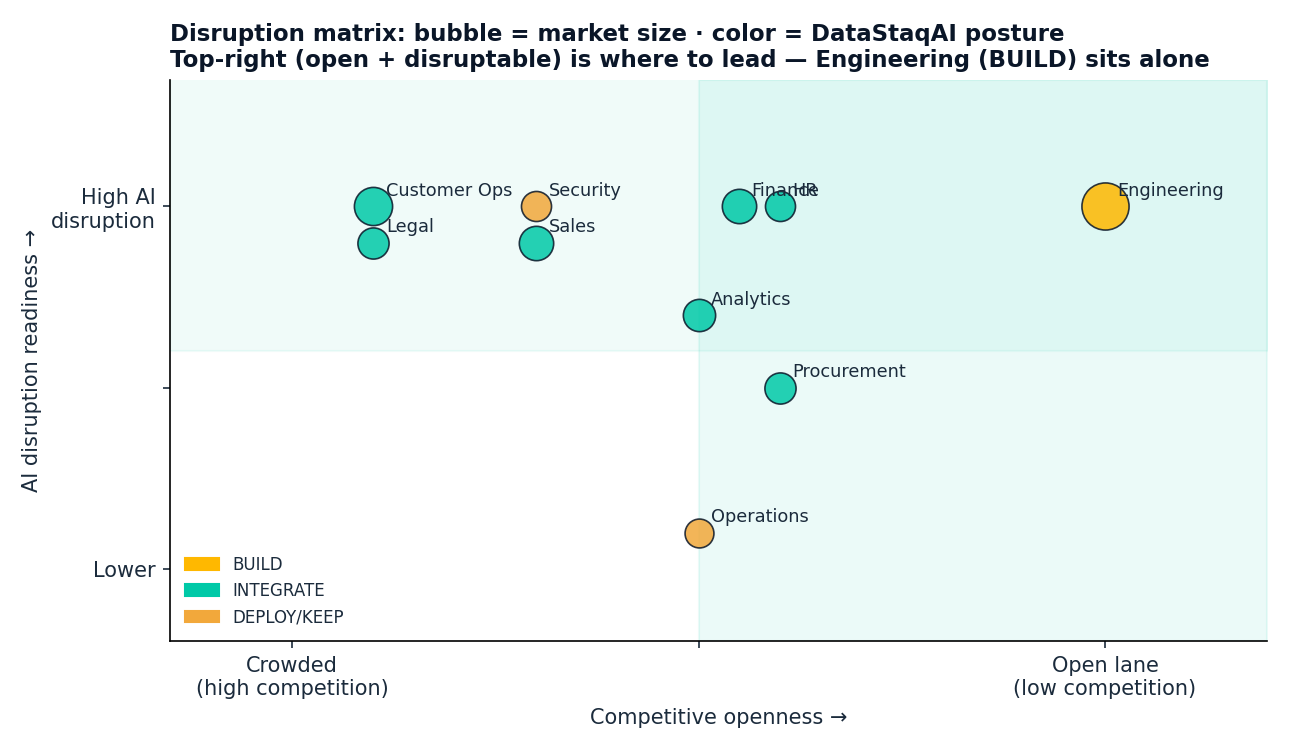 Disruption matrix: bubble = market size · color = DataStaqAI posture
Top-right (open + disruptable) is where to lead — Engineering (BUILD) sits alone
High AI
disruption
Lower
AI disruption readiness →
Customer Ops
Security
Finance
HR
Engineering
Legal
Sales
Analytics
Procurement
Operations
BUILD
INTEGRATE
DEPLOY/KEEP
Crowded
(high competition)
Open lane
(low competition)
Competitive openness →